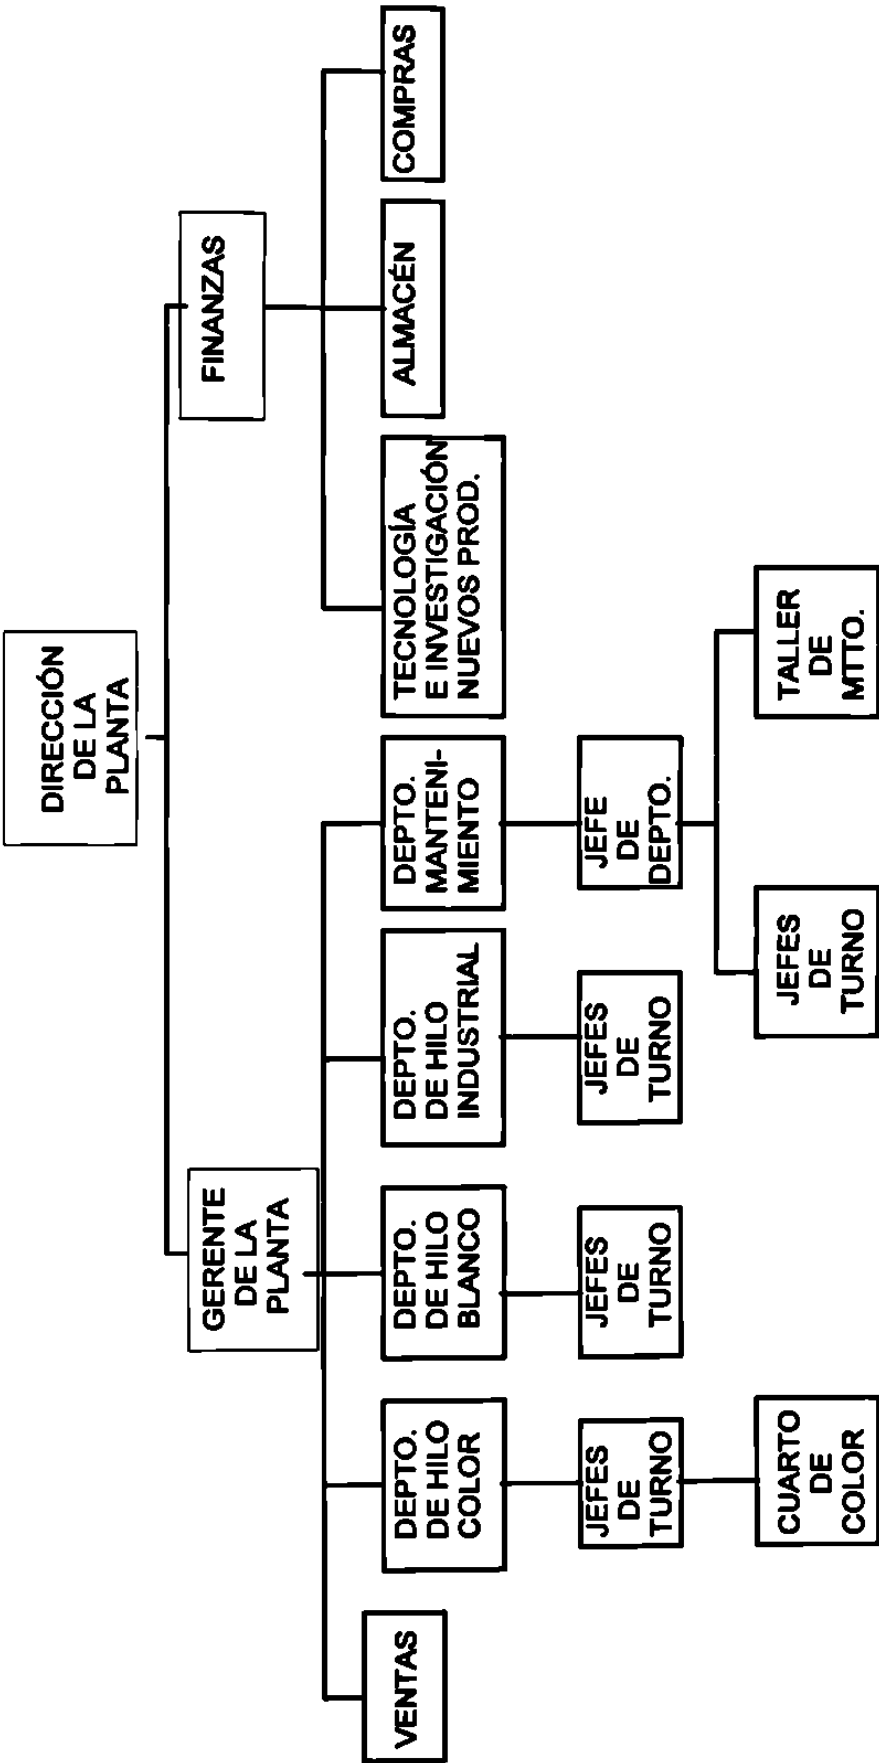 DIRECCIÓN
DE LA
PLANTA
GERENTE
DE LA
PLANTA
FINANZAS
VENTAS
DEPTO.
DE HILO
COLOR
DEPTO.
DE HILO
BLANCO
DEPTO.
DE HILO
INDUSTRIAL
DEPTO.
MANTENI-
MIENTO
TECNOLOGÍA
E INVESTIGACIÓN
NUEVOS PROD.
ALMACÉN
COMPRAS
JEFES
DE
TURNO
JEFES
DE
TURNO
JEFES
DE
TURNO
JEFE
DE
DEPTO.
CUARTO
DE
COLOR
JEFES
DE
TURNO
TALLER
DE
MTTO.